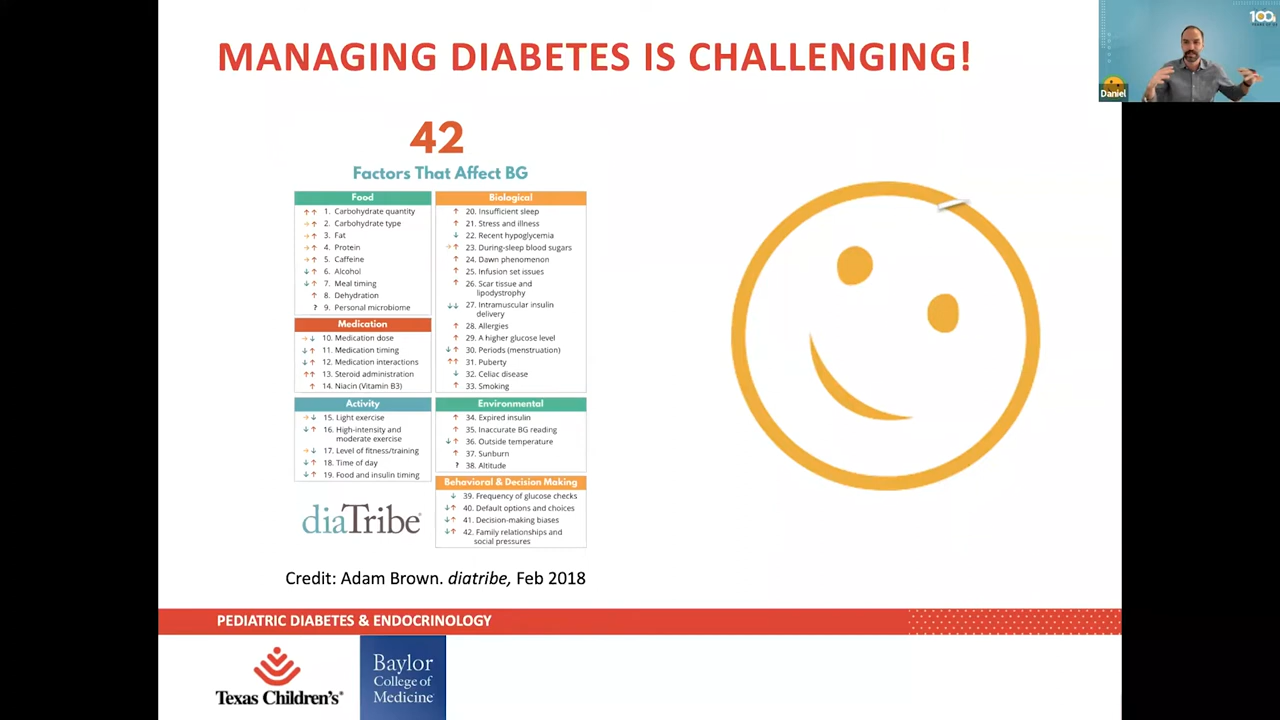 MANAGING DIABETES IS CHALLENGING!
42
Factors That Affect BG
Food
↑↑ 1. Carbohydrate quantity
→↑ 2. Carbohydrate type
→↑ 3. Fat
→↑ 4. Protein
→↑ 5. Caffeine
↓↑ 6. Alcohol
↓↑ 7. Meal timing
↑ 8. Dehydration
? 9. Personal microbiome
Medication
→↓ 10. Medication dose
↓↑ 11. Medication timing
↓↑ 12. Medication interactions
↑↑ 13. Steroid administration
↑ 14. Niacin (Vitamin B3)
Activity
→↓ 15. Light exercise
↓↑ 16. High-intensity and
moderate exercise
→↓ 17. Level of fitness/training
↓↑ 18. Time of day
↓↑ 19. Food and insulin timing
Biological
↑ 20. Insufficient sleep
↑ 21. Stress and illness
↓ 22. Recent hypoglycemia
→↑ 23. During-sleep blood sugars
↑ 24. Dawn phenomenon
↑ 25. Infusion set issues
↑ 26. Scar tissue and
lipodystrophy
↓↓ 27. Intramuscular insulin
delivery
↑ 28. Allergies
↑ 29. A higher glucose level
↓↑ 30. Periods (menstruation)
↑↑ 31. Puberty
↓ 32. Celiac disease
↑ 33. Smoking
Environmental
↑ 34. Expired insulin
↑ 35. Inaccurate BG reading
↓↑ 36. Outside temperature
↑ 37. Sunburn
? 38. Altitude
Behavioral & Decision Making
↓ 39. Frequency of glucose checks
↓↑ 40. Default options and choices
↓↑ 41. Decision-making biases
↓↑ 42. Family relationships and
social pressures
diaTribe®
Credit: Adam Brown. diatribe, Feb 2018
PEDIATRIC DIABETES & ENDOCRINOLOGY
Texas Children's®
Baylor
College of
Medicine
100
Daniel